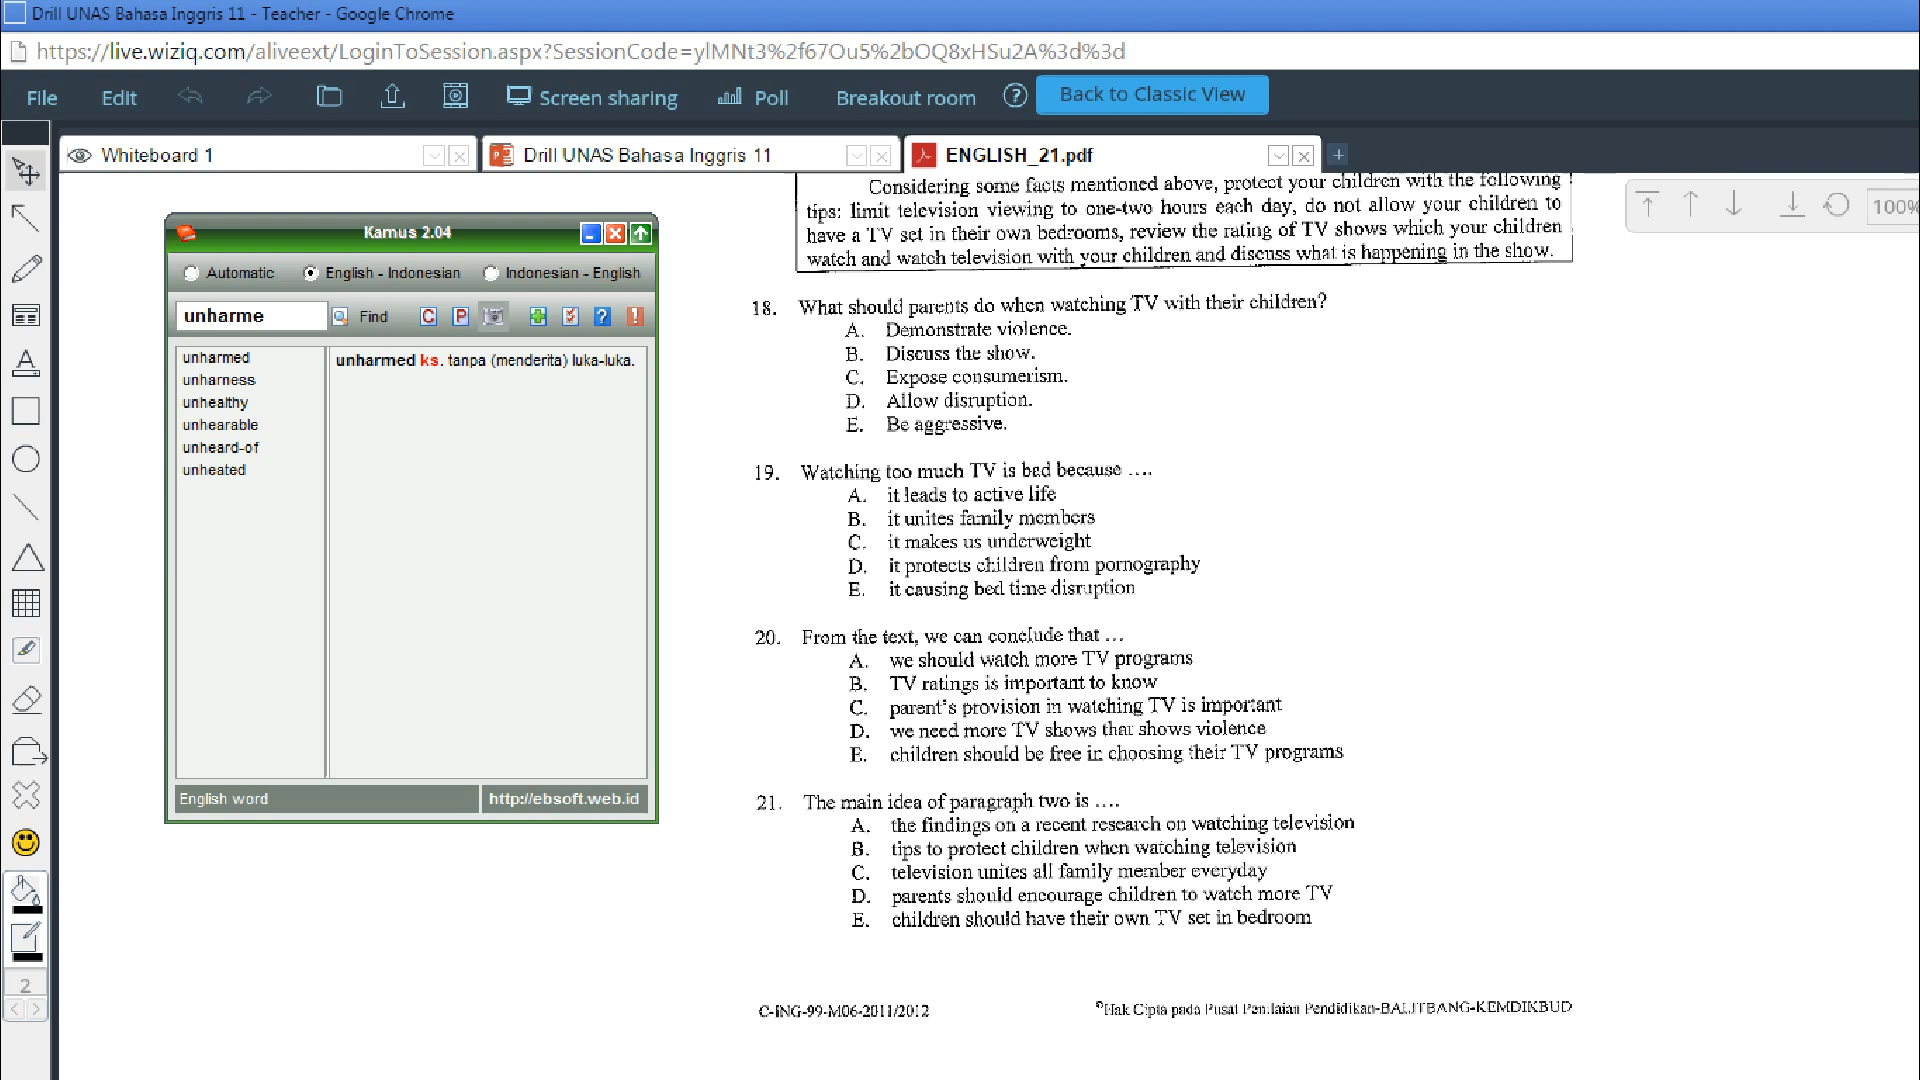 Drill UNAS Bahasa Inggris 11 - Teacher - Google Chrome
https://live.wiziq.com/aliveext/LoginToSession.aspx?SessionCode=ylMNt3%2f67Ou5%2bOQ8xHSu2A%3d%3d
File Edit Screen sharing Poll Breakout room ? Back to Classic View
Whiteboard 1 Drill UNAS Bahasa Inggris 11 ENGLISH_21.pdf +
100%
Kamus 2.04
Automatic English - Indonesian Indonesian - English
unharme Find C P ? !
unharmed
unharness
unhealthy
unhearable
unheard-of
unheated
unharmed ks. tanpa (menderita) luka-luka.
English word http://ebsoft.web.id
2
Considering some facts mentioned above, protect your children with the following
tips: limit television viewing to one-two hours each day, do not allow your children to
have a TV set in their own bedrooms, review the rating of TV shows which your children
watch and watch television with your children and discuss what is happening in the show.
18. What should parents do when watching TV with their children?
A. Demonstrate violence.
B. Discuss the show.
C. Expose consumerism.
D. Allow disruption.
E. Be aggressive.
19. Watching too much TV is bad because ....
A. it leads to active life
B. it unites family members
C. it makes us underweight
D. it protects children from pornography
E. it causing bed time disruption
20. From the text, we can conclude that ...
A. we should watch more TV programs
B. TV ratings is important to know
C. parent's provision in watching TV is important
D. we need more TV shows that shows violence
E. children should be free in choosing their TV programs
21. The main idea of paragraph two is ....
A. the findings on a recent research on watching television
B. tips to protect children when watching television
C. television unites all family member everyday
D. parents should encourage children to watch more TV
E. children should have their own TV set in bedroom
C-ING-99-M06-2011/2012 ©Hak Cipta pada Pusat Penilaian Pendidikan-BALITBANG-KEMDIKBUD